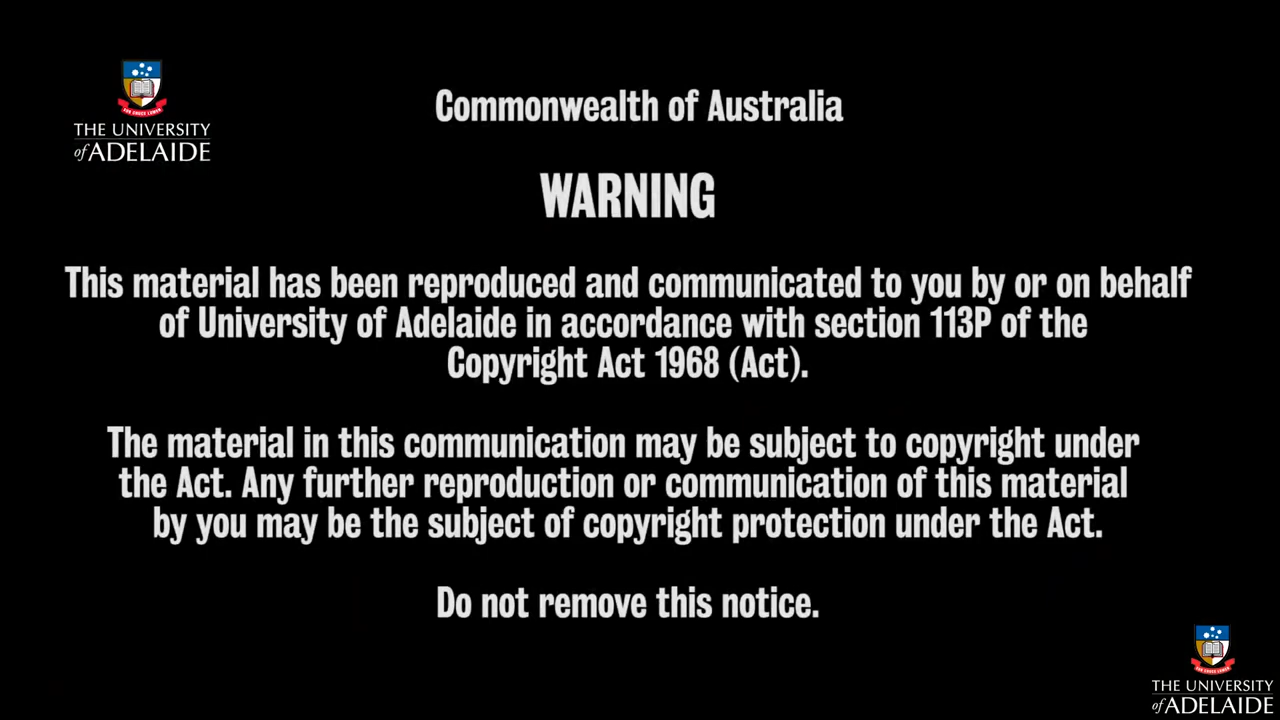 THE UNIVERSITY
of ADELAIDE
Commonwealth of Australia
WARNING
This material has been reproduced and communicated to you by or on behalf
of University of Adelaide in accordance with section 113P of the
Copyright Act 1968 (Act).
The material in this communication may be subject to copyright under
the Act. Any further reproduction or communication of this material
by you may be the subject of copyright protection under the Act.
Do not remove this notice.
THE UNIVERSITY
of ADELAIDE